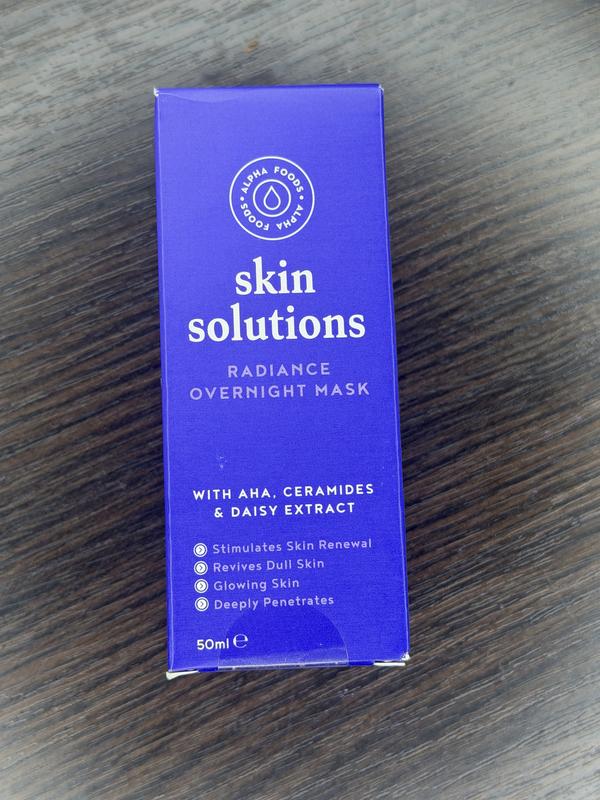 ALPHA FOODS • ALPHA FOODS •
skin
solutions
RADIANCE
OVERNIGHT MASK
WITH AHA, CERAMIDES
& DAISY EXTRACT
Stimulates Skin Renewal
Revives Dull Skin
Glowing Skin
Deeply Penetrates
50ml ℮